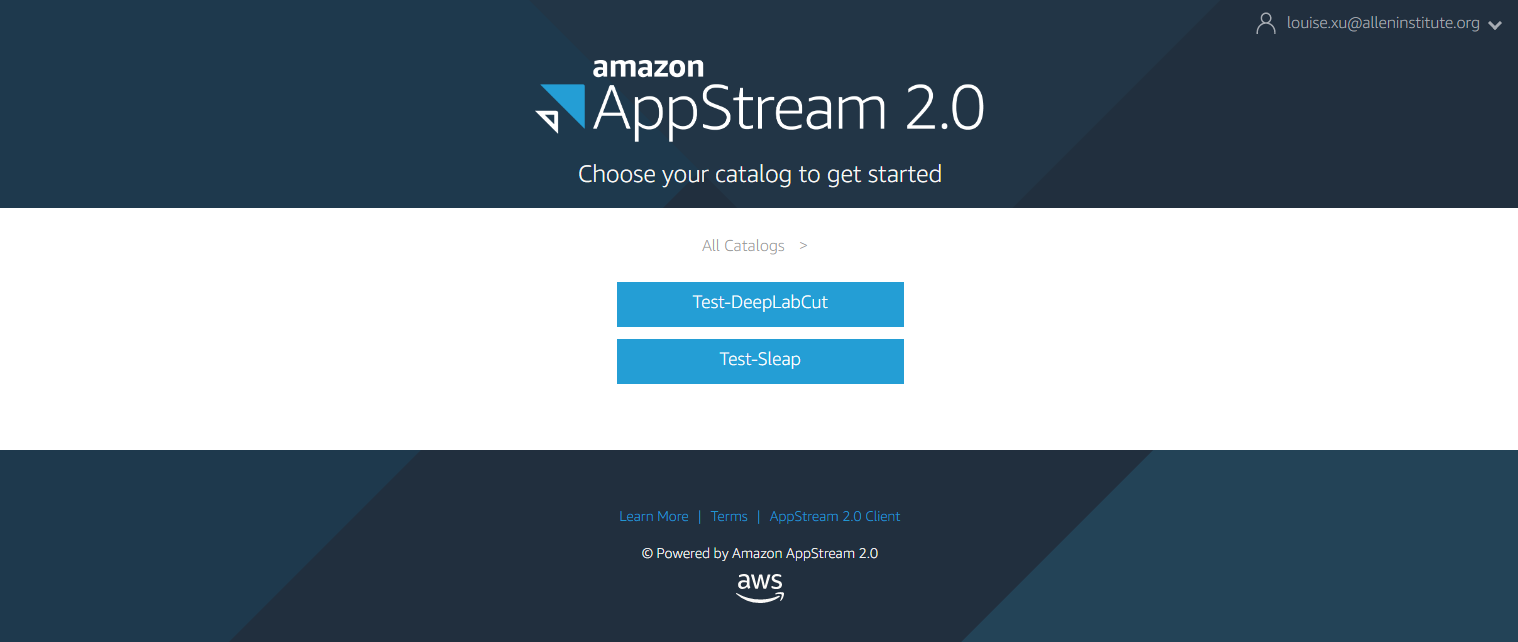 louise.xu@alleninstitute.org
amazon
AppStream 2.0
Choose your catalog to get started
All Catalogs >
Test-DeepLabCut
Test-Sleap
Learn More | Terms | AppStream 2.0 Client
© Powered by Amazon AppStream 2.0
aws